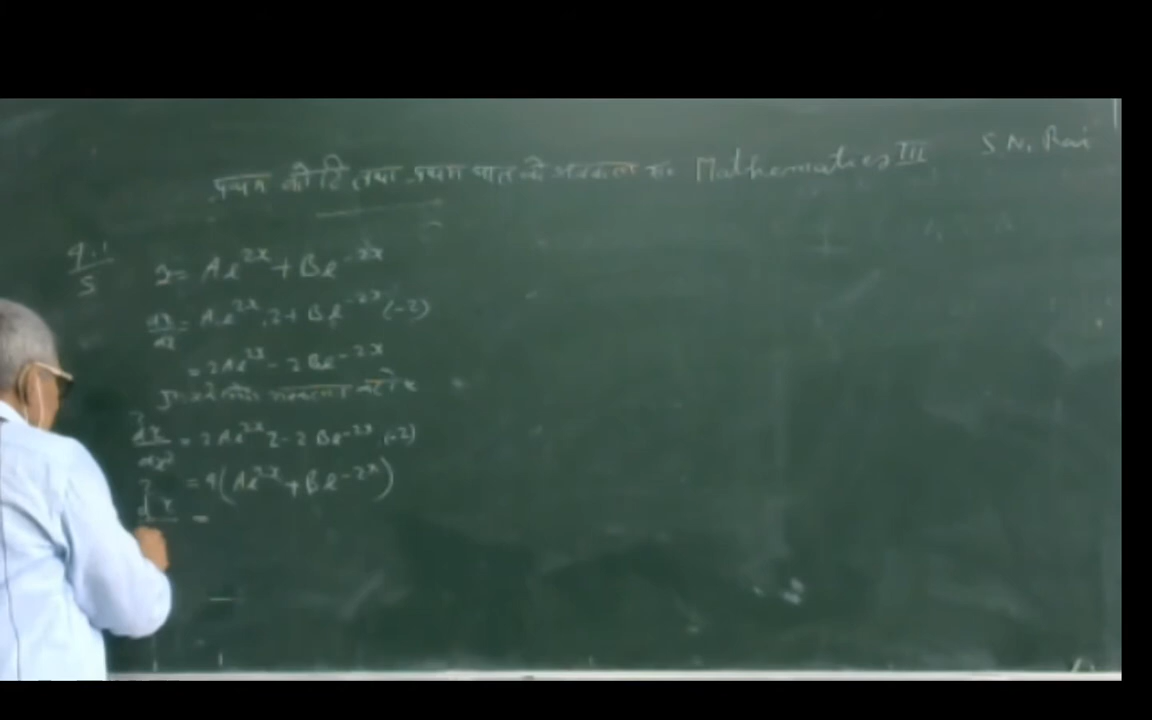 प्रथम कोटि तथा प्रथम घात के अवकल Mathematics III S.N. Rai
Q.1
5
y = Ae^{2x} + Be^{-2x}
dy/dx = Ae^{2x}.2 + Be^{-2x}(-2)
= 2Ae^{2x} - 2Be^{-2x}
अवकलन करने पर
d²y/dx² = 2Ae^{2x}2 - 2Be^{-2x}(-2)
= 4(Ae^{2x} + Be^{-2x})
d²y =